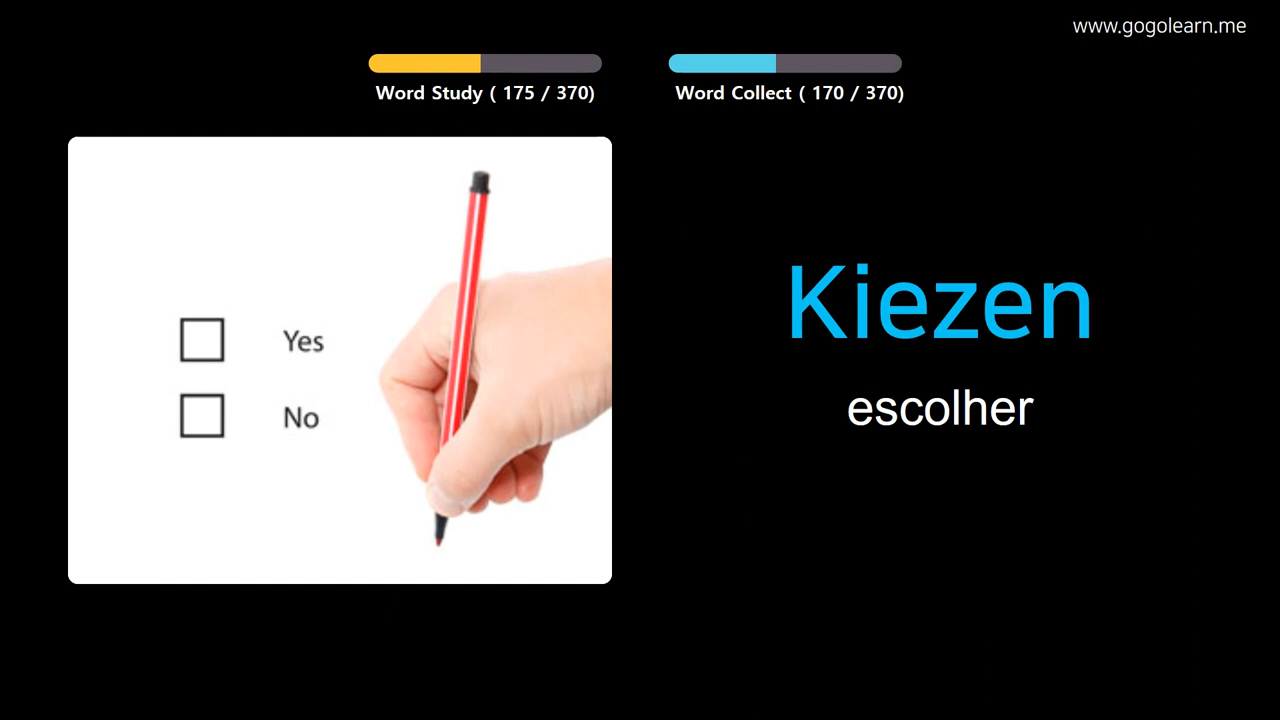 www.gogolearn.me
Word Study ( 175 / 370)
Word Collect ( 170 / 370)
Yes
No
Kiezen
escolher